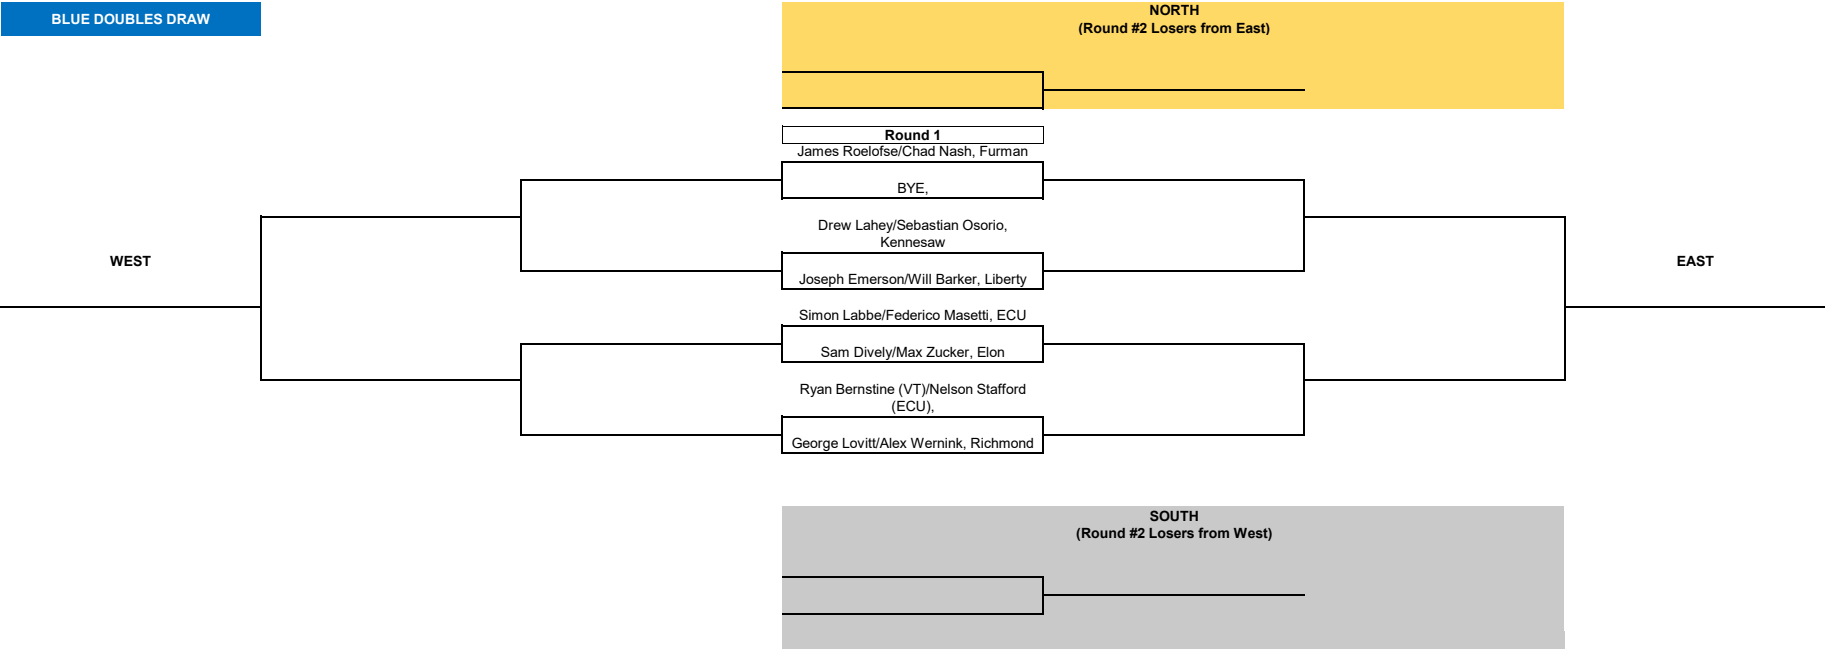 BLUE DOUBLES DRAW
NORTH
(Round #2 Losers from East)
Round 1
James Roelofse/Chad Nash, Furman
BYE,
Drew Lahey/Sebastian Osorio,
Kennesaw
WEST
EAST
Joseph Emerson/Will Barker, Liberty
Simon Labbe/Federico Masetti, ECU
Sam Dively/Max Zucker, Elon
Ryan Bernstine (VT)/Nelson Stafford
(ECU),
George Lovitt/Alex Wernink, Richmond
SOUTH
(Round #2 Losers from West)